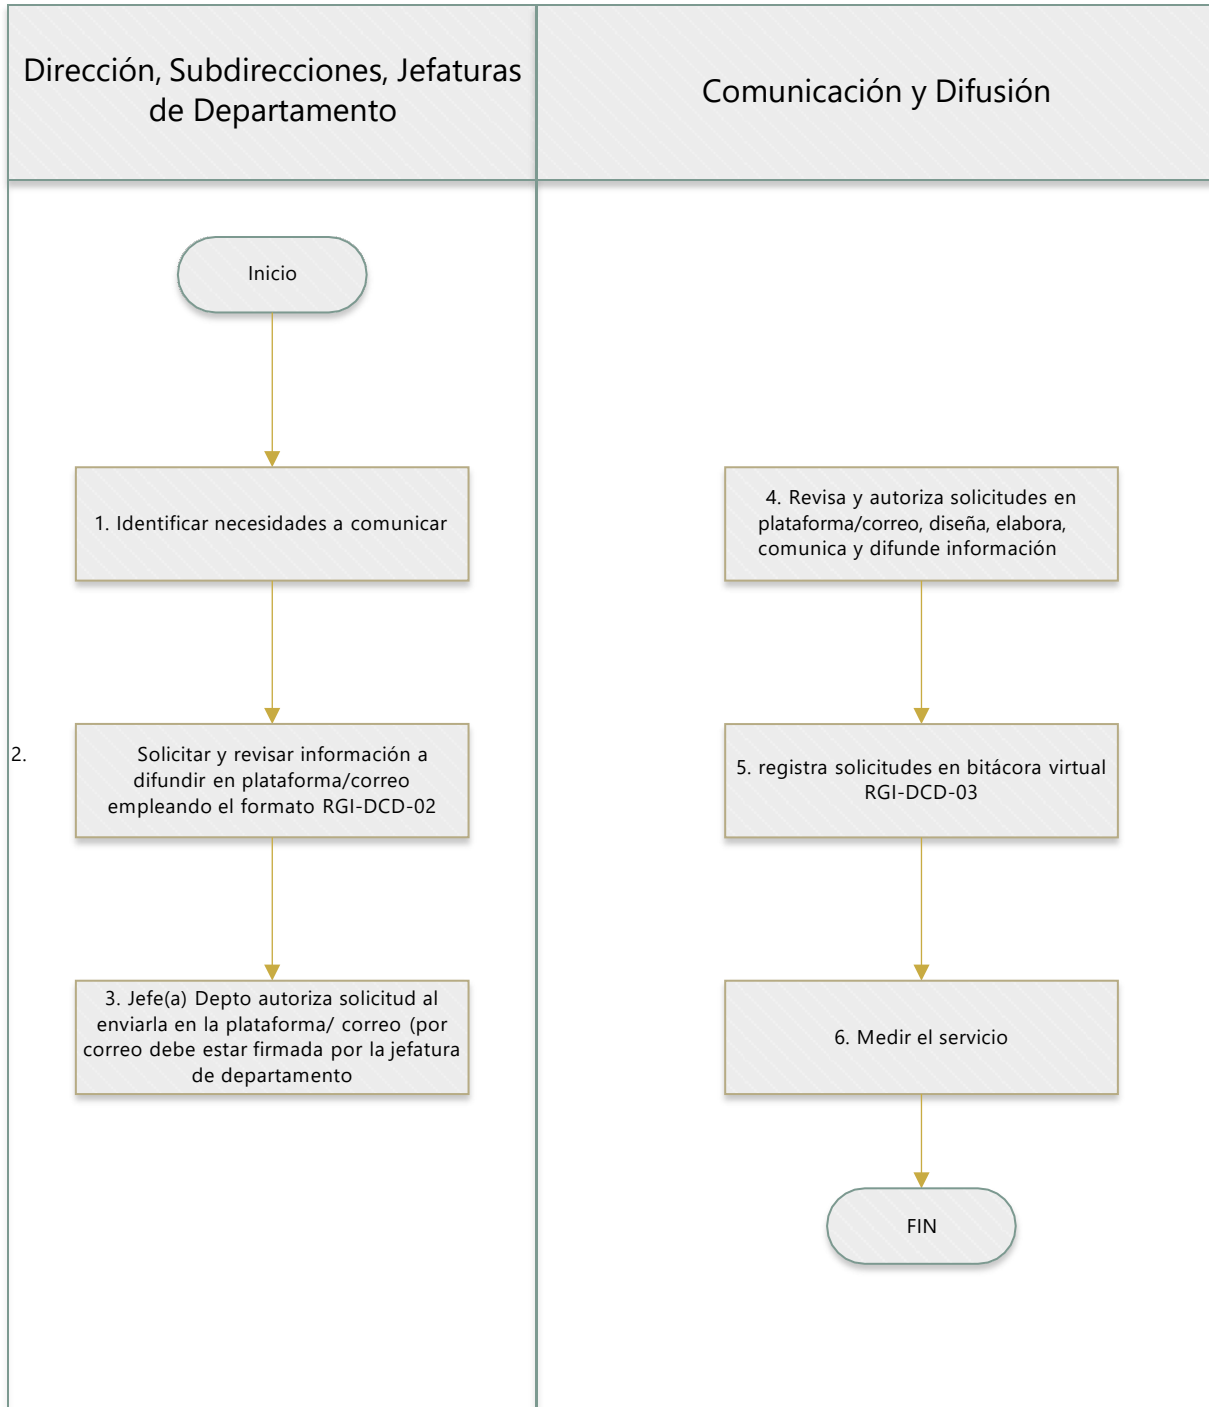 Dirección, Subdirecciones, Jefaturas
de Departamento
Comunicación y Difusión
Inicio
1. Identificar necesidades a comunicar
2. Solicitar y revisar información a
difundir en plataforma/correo
empleando el formato RGI-DCD-02
3. Jefe(a) Depto autoriza solicitud al
enviarla en la plataforma/ correo (por
correo debe estar firmada por la jefatura
de departamento
4. Revisa y autoriza solicitudes en
plataforma/correo, diseña, elabora,
comunica y difunde información
5. registra solicitudes en bitácora virtual
RGI-DCD-03
6. Medir el servicio
FIN